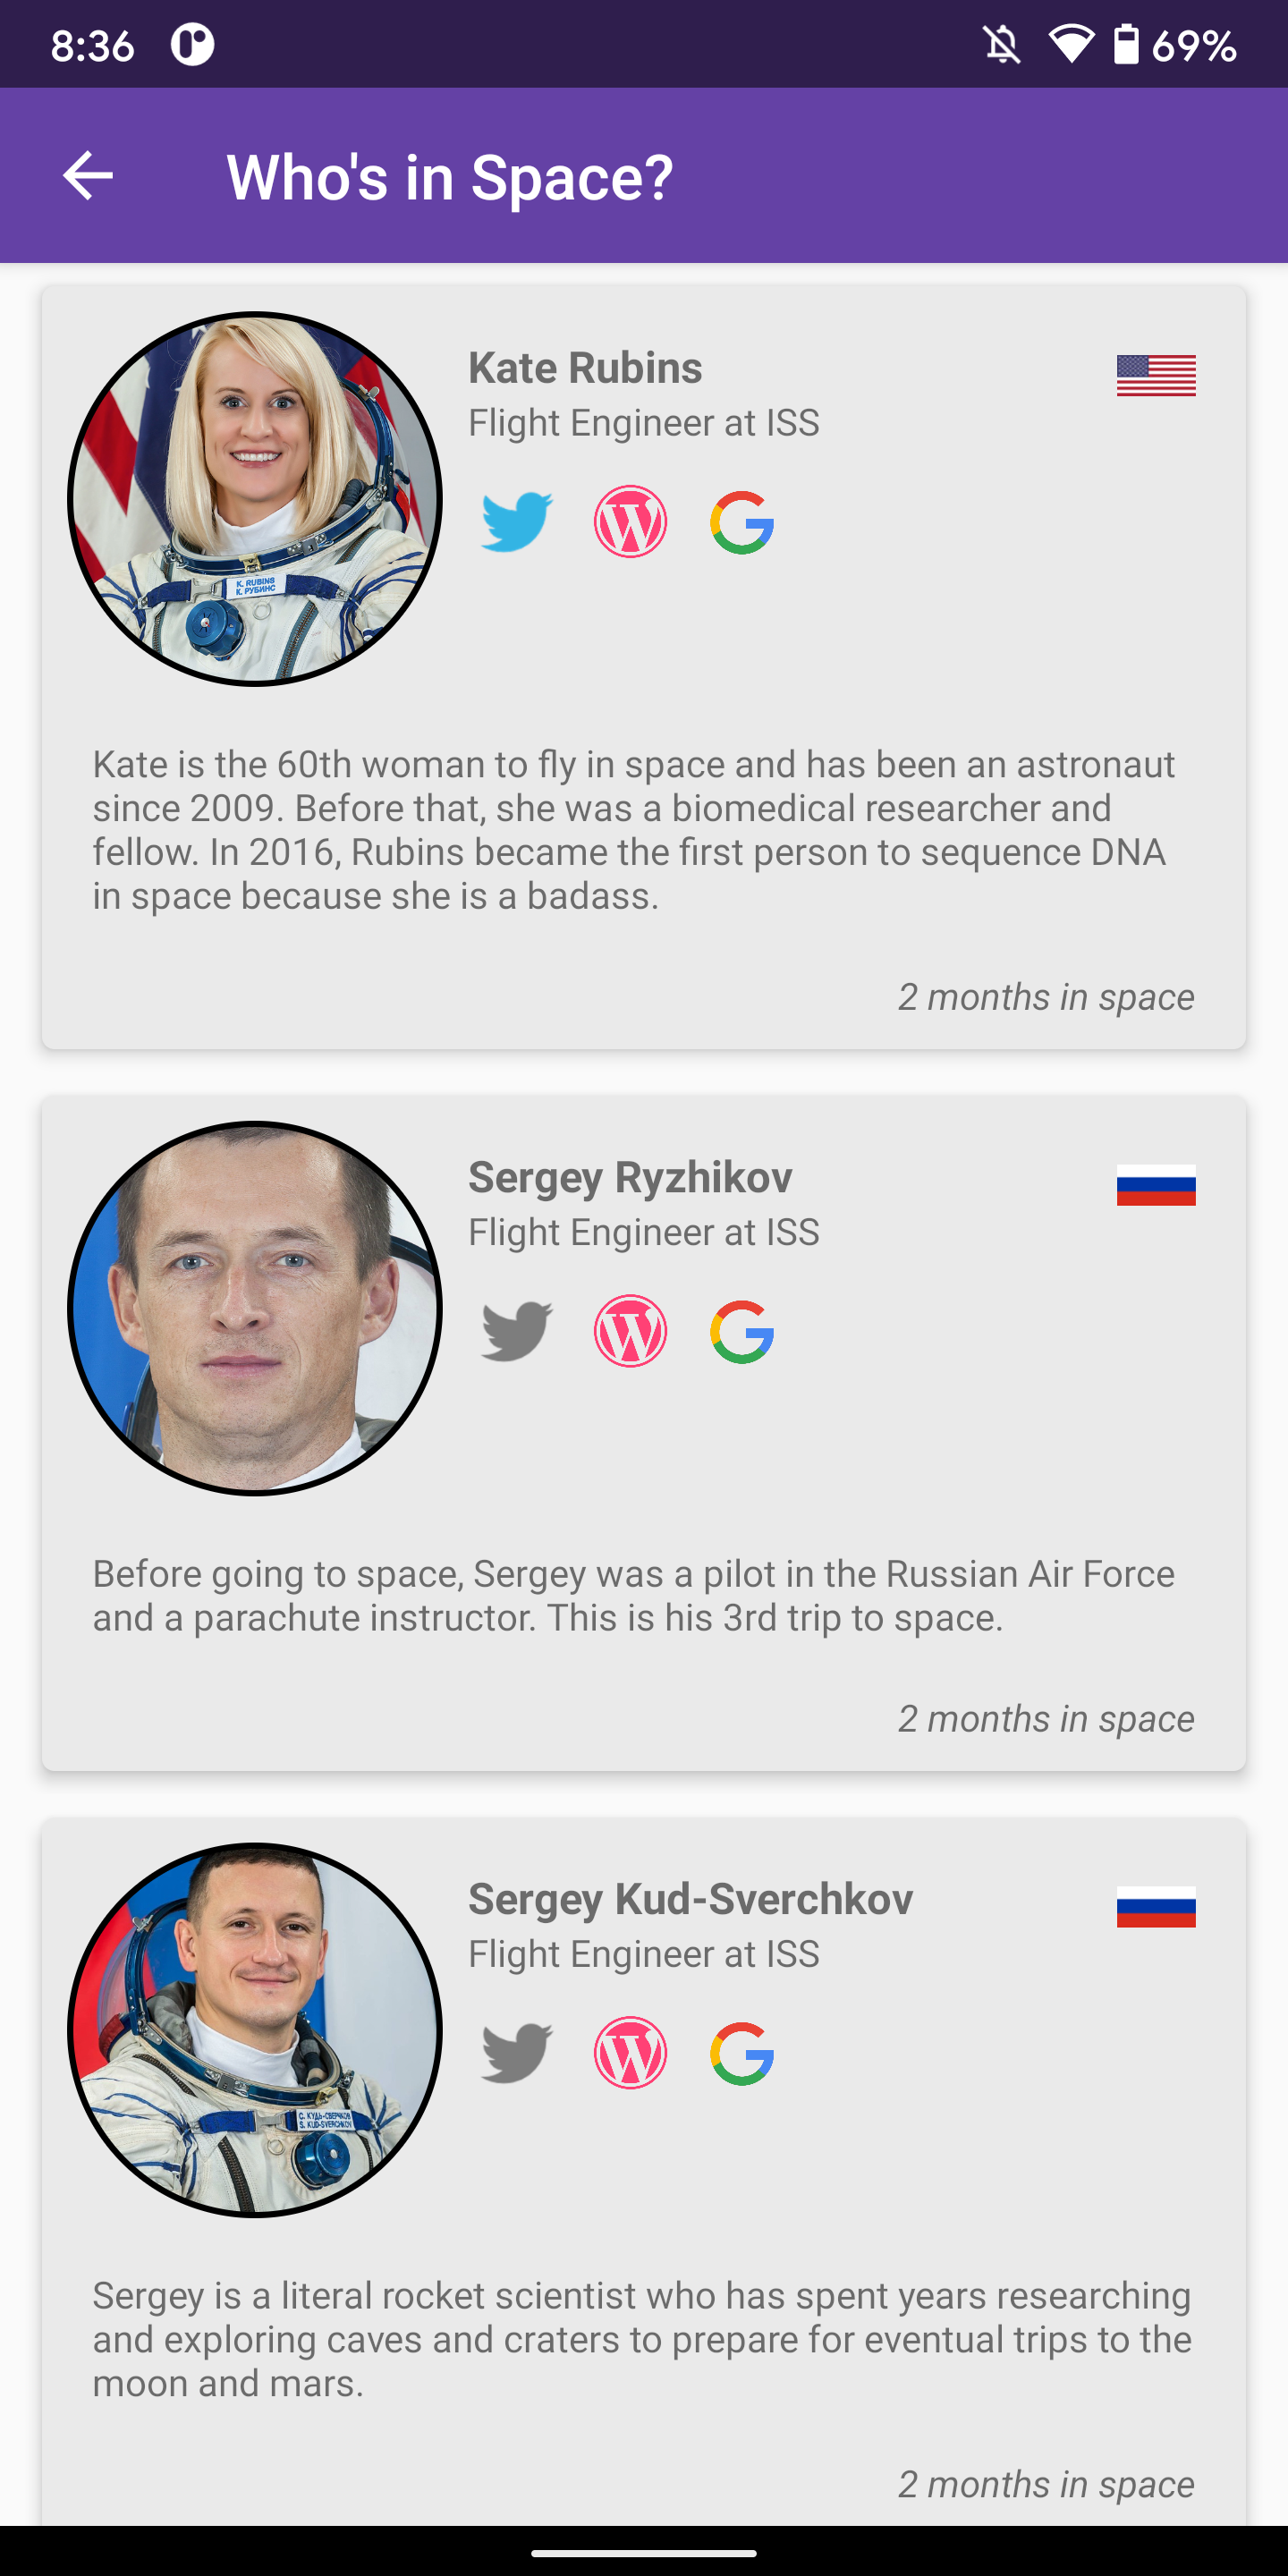 8:36
69%
Who's in Space?
Kate Rubins
Flight Engineer at ISS
K. RUBINS
К. РУБИНС
Kate is the 60th woman to fly in space and has been an astronaut
since 2009. Before that, she was a biomedical researcher and
fellow. In 2016, Rubins became the first person to sequence DNA
in space because she is a badass.
2 months in space
Sergey Ryzhikov
Flight Engineer at ISS
Before going to space, Sergey was a pilot in the Russian Air Force
and a parachute instructor. This is his 3rd trip to space.
2 months in space
Sergey Kud-Sverchkov
Flight Engineer at ISS
С. КУДЬ-СВЕРЧКОВ
S. KUD-SVERCHKOV
Sergey is a literal rocket scientist who has spent years researching
and exploring caves and craters to prepare for eventual trips to the
moon and mars.
2 months in space